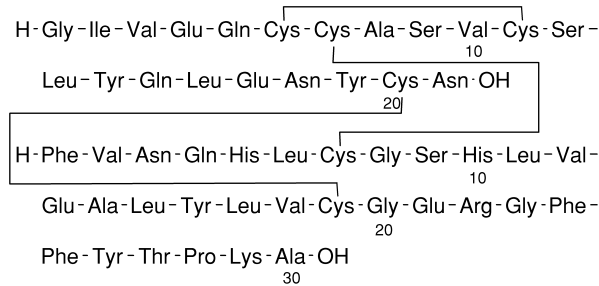 H-Gly-Ile-Val-Glu-Gln-Cys-Cys-Ala-Ser-Val-Cys-Ser-
10
Leu-Tyr-Gln-Leu-Glu-Asn-Tyr-Cys-Asn-OH
20
H-Phe-Val-Asn-Gln-His-Leu-Cys-Gly-Ser-His-Leu-Val-
10
Glu-Ala-Leu-Tyr-Leu-Val-Cys-Gly-Glu-Arg-Gly-Phe-
20
Phe-Tyr-Thr-Pro-Lys-Ala-OH
30